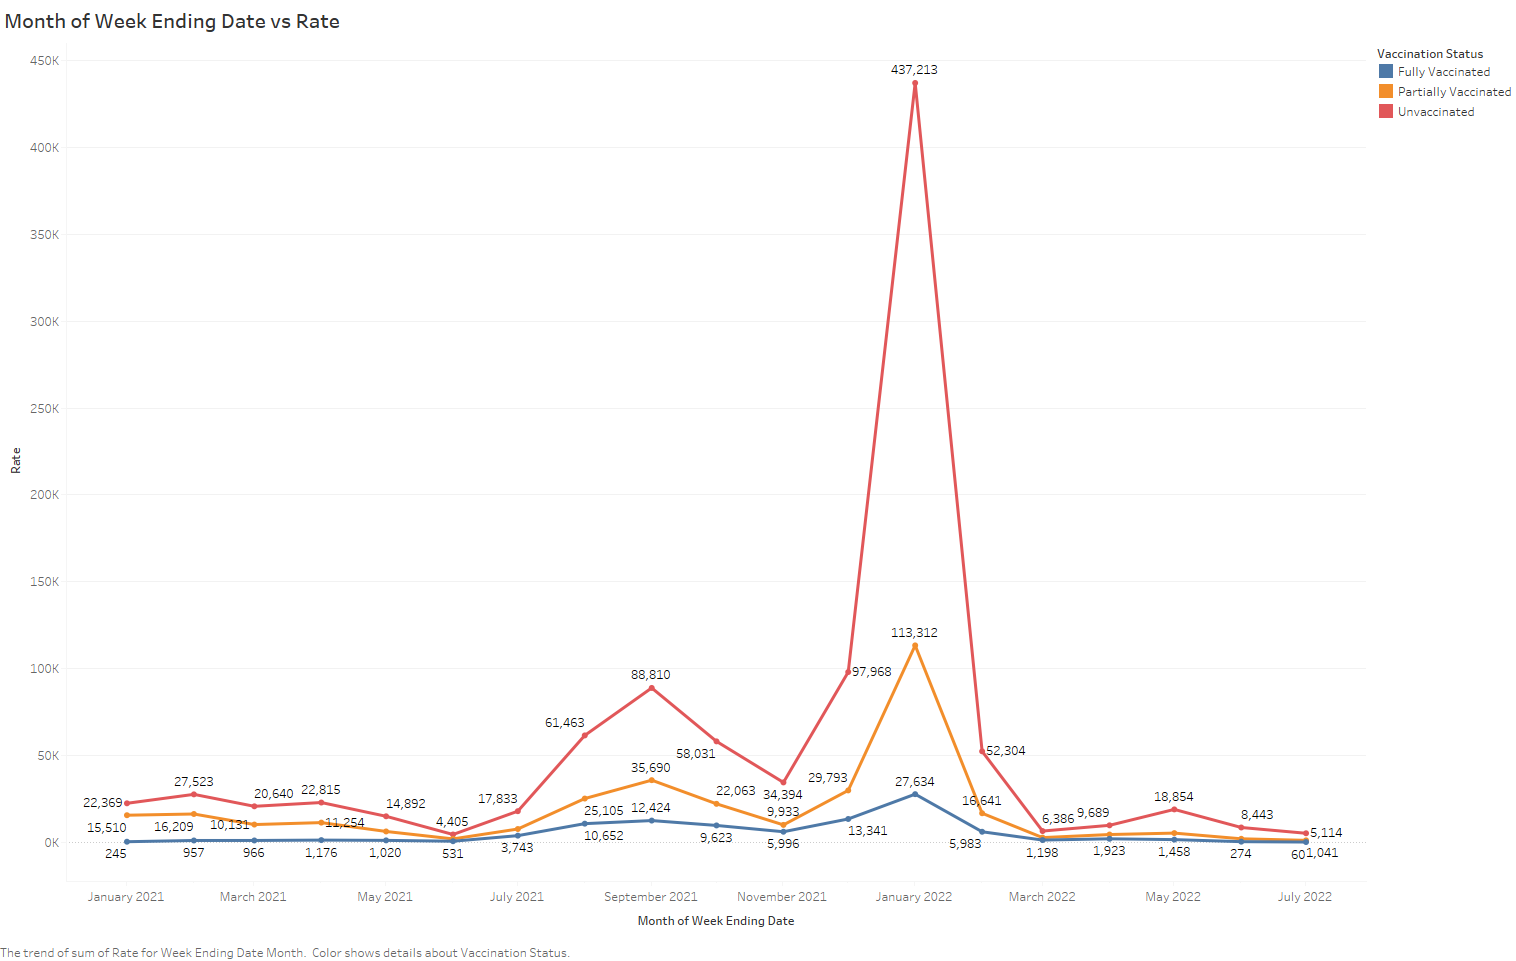 Month of Week Ending Date vs Rate
Vaccination Status
Fully Vaccinated
Partially Vaccinated
Unvaccinated
450K
400K
350K
300K
250K
200K
150K
100K
50K
0K
Rate
437,213
113,312
97,968
88,810
61,463
58,031
52,304
35,690
34,394
29,793
27,634
27,523
22,369
20,640
22,815
14,892
4,405
17,833
25,105
12,424
22,063
9,933
16,641
6,386
9,689
18,854
8,443
5,114
15,510
16,209
10,131
11,254
10,652
9,623
13,341
245
957
966
1,176
1,020
531
3,743
5,996
5,983
1,198
1,923
1,458
274
60
1,041
January 2021
March 2021
May 2021
July 2021
September 2021
November 2021
January 2022
March 2022
May 2022
July 2022
Month of Week Ending Date
The trend of sum of Rate for Week Ending Date Month. Color shows details about Vaccination Status.